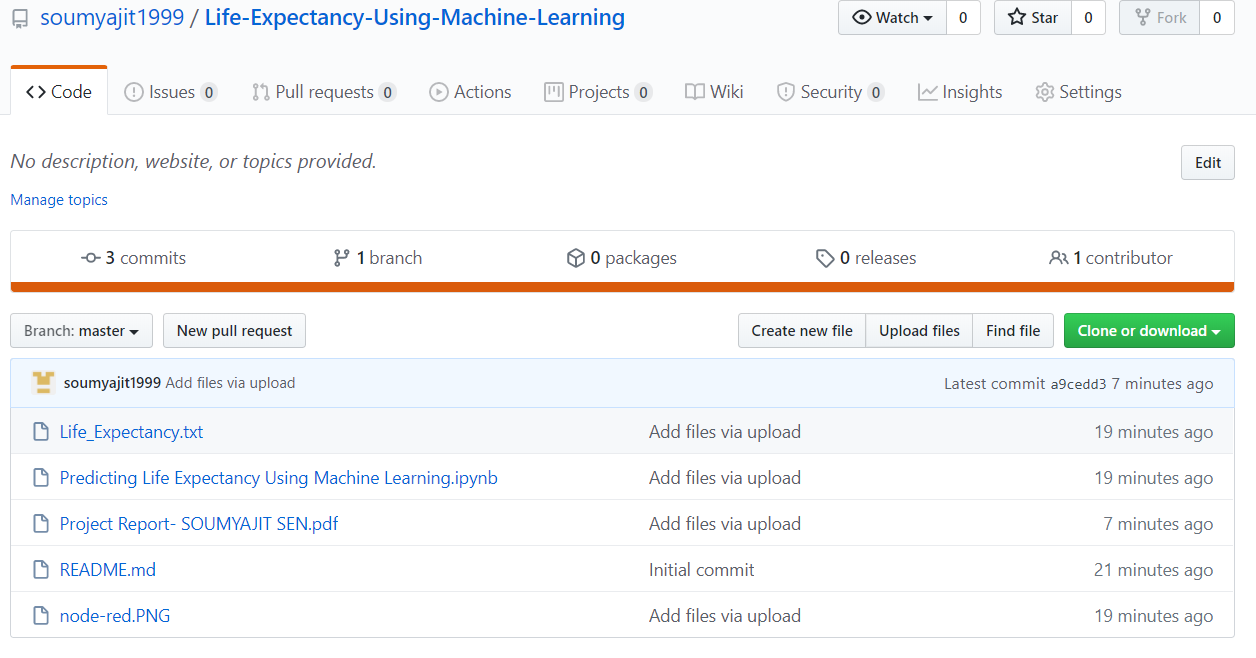 soumyajit1999 / Life-Expectancy-Using-Machine-Learning Watch 0 Star 0 Fork 0
Code Issues 0 Pull requests 0 Actions Projects 0 Wiki Security 0 Insights Settings
No description, website, or topics provided. Edit
Manage topics
3 commits 1 branch 0 packages 0 releases 1 contributor
Branch: master New pull request Create new file Upload files Find file Clone or download
soumyajit1999 Add files via upload Latest commit a9cedd3 7 minutes ago
Life_Expectancy.txt Add files via upload 19 minutes ago
Predicting Life Expectancy Using Machine Learning.ipynb Add files via upload 19 minutes ago
Project Report- SOUMYAJIT SEN.pdf Add files via upload 7 minutes ago
README.md Initial commit 21 minutes ago
node-red.PNG Add files via upload 19 minutes ago